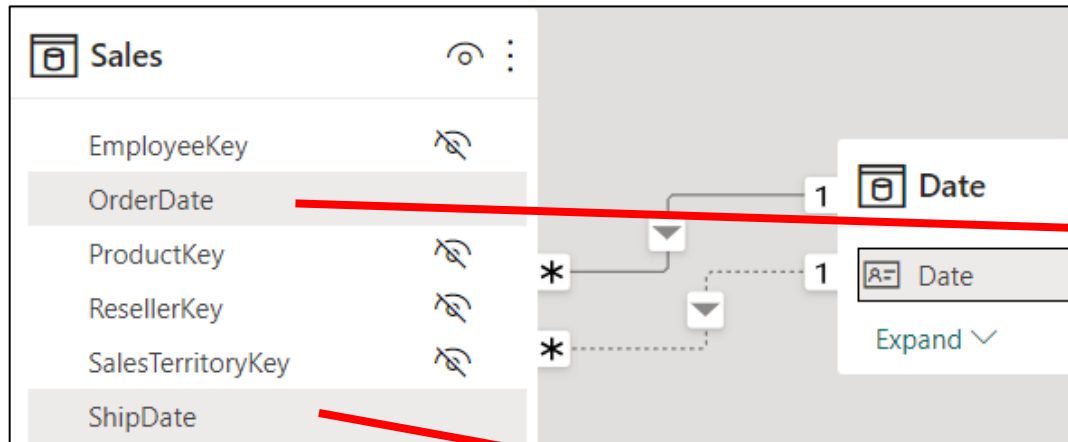 Sales
EmployeeKey
OrderDate
ProductKey
ResellerKey
SalesTerritoryKey
ShipDate
*
*
1
1
Date
Date
Expand